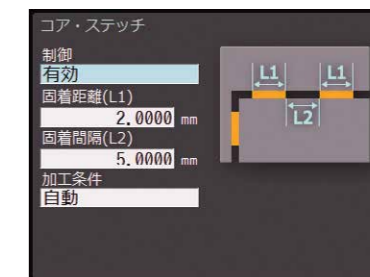 コア・ステッチ
制御
有効
固着距離(L1)
2.0000 mm
固着間隔(L2)
5.0000 mm
加工条件
自動
L1 L1
L2